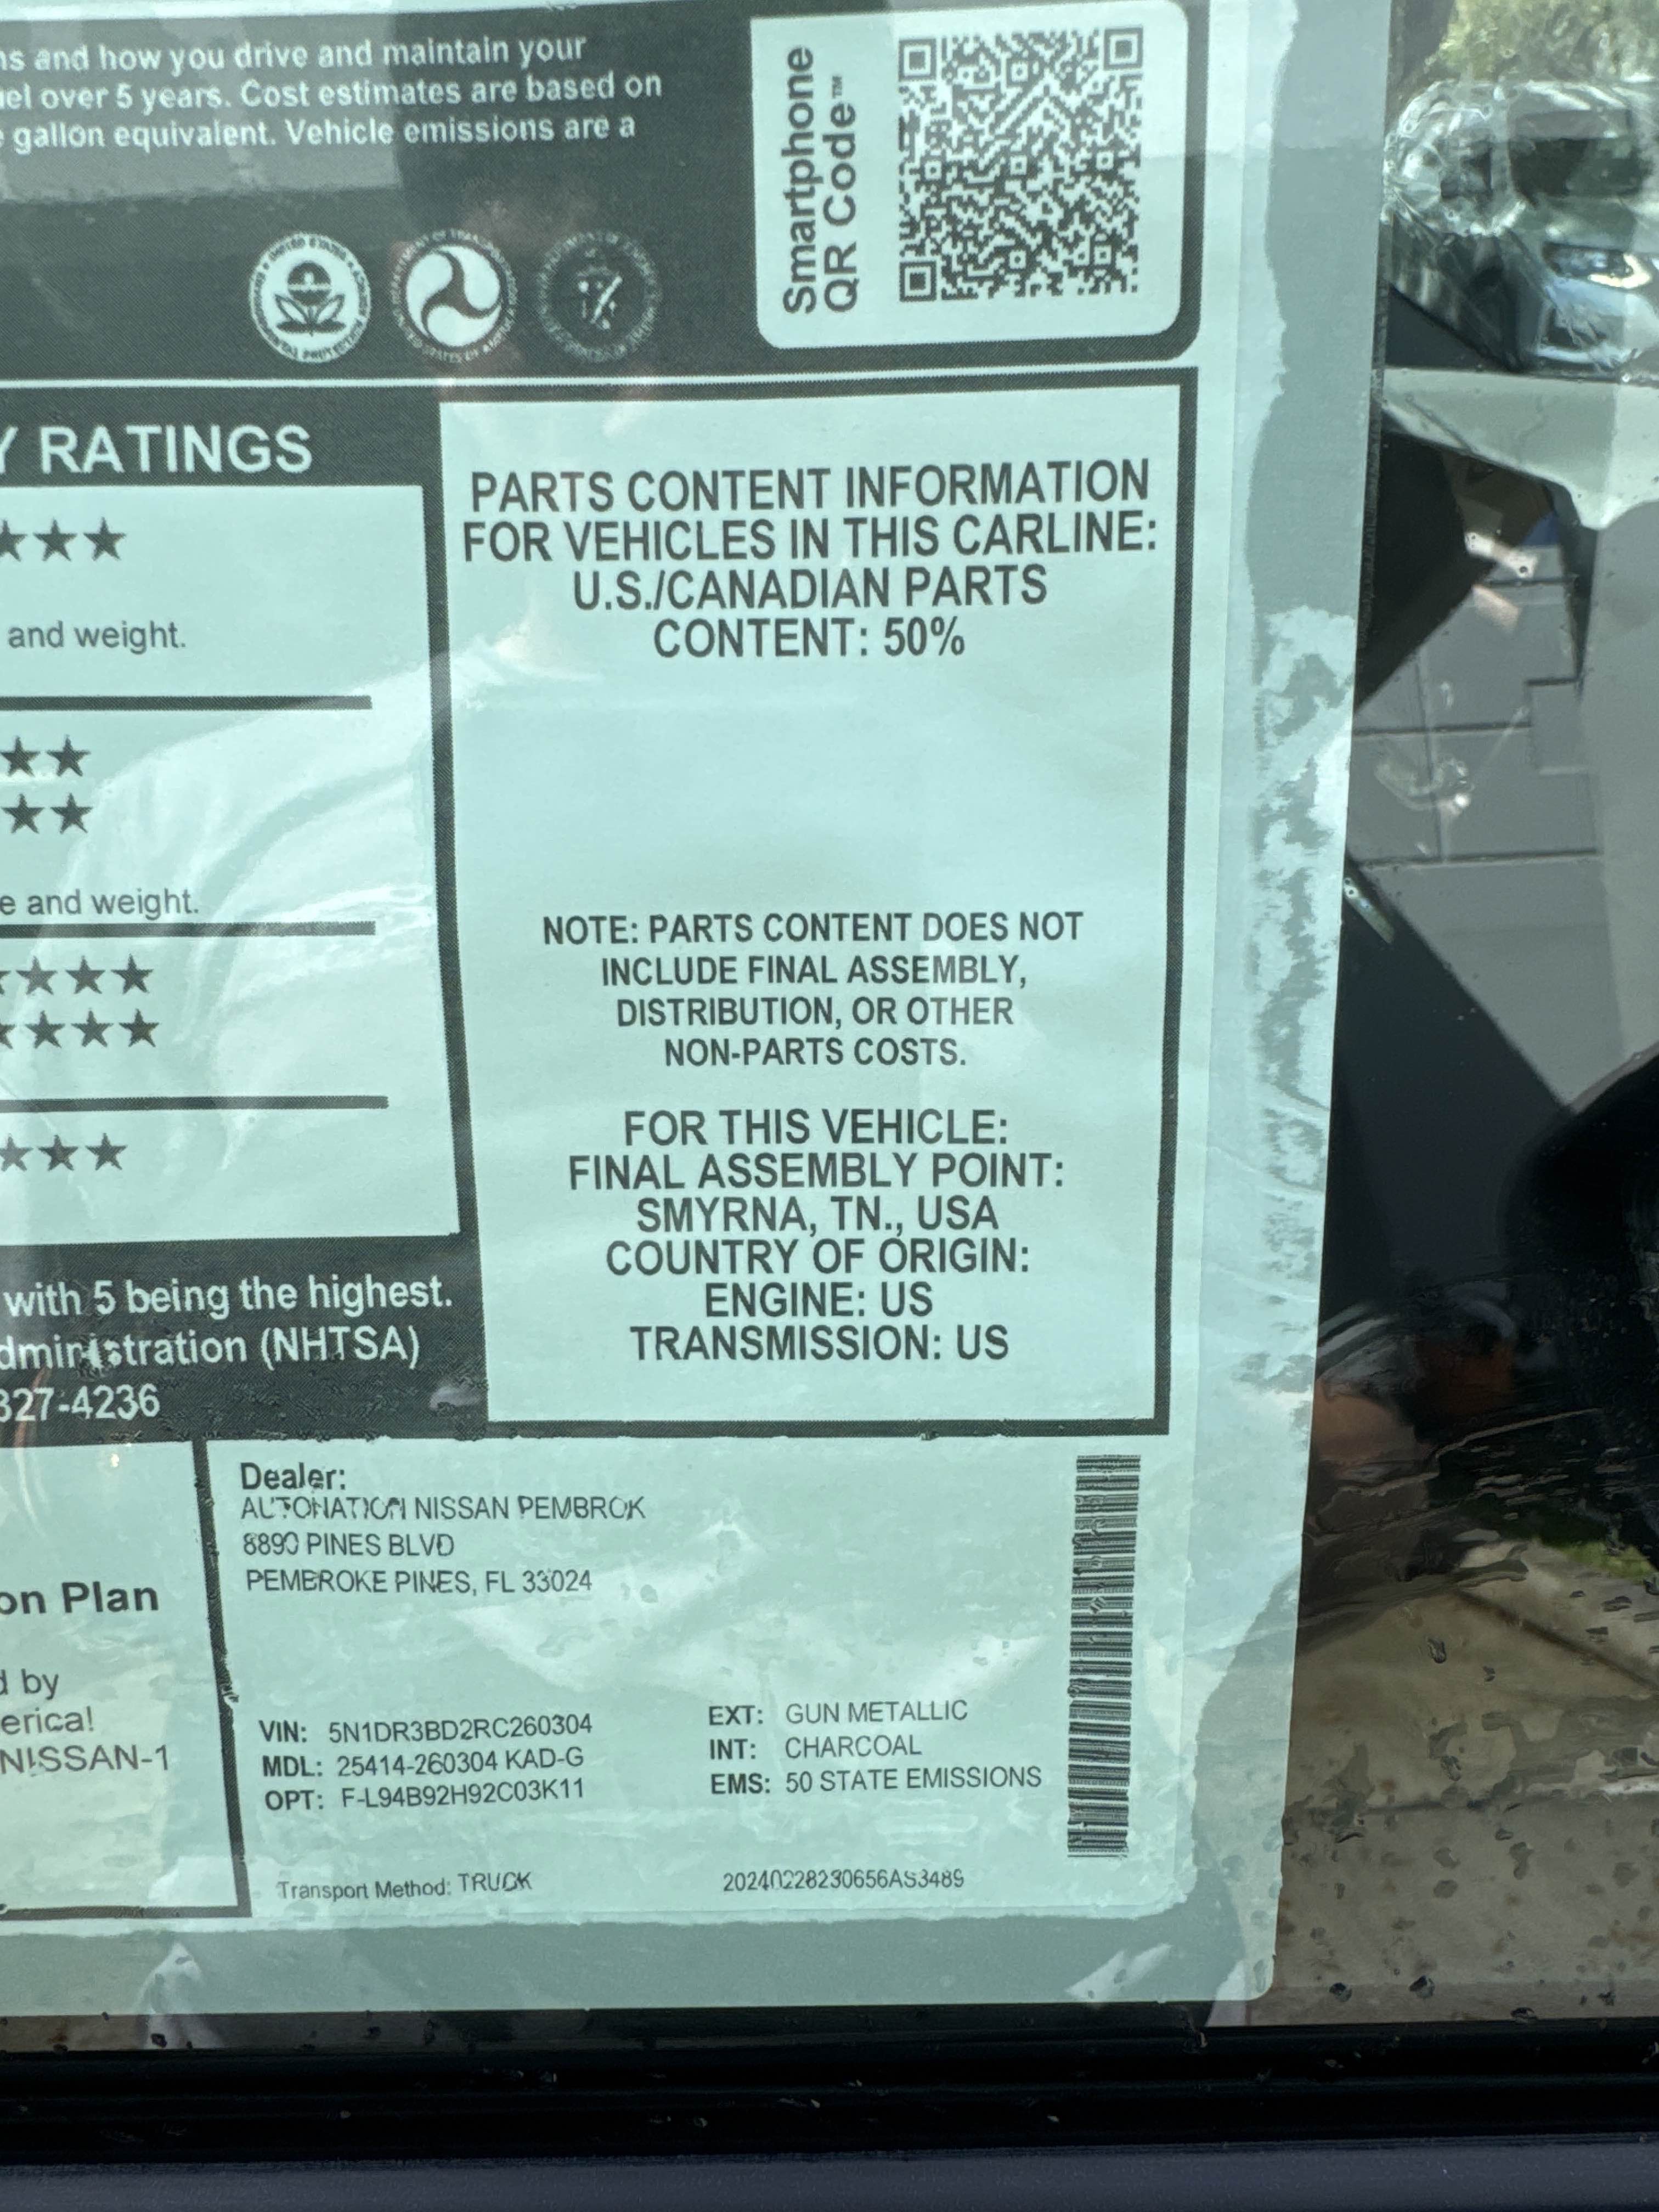 ns and how you drive and maintain your
uel over 5 years. Cost estimates are based on
e gallon equivalent. Vehicle emissions are a
Smartphone
QR Code™
Y RATINGS
★★★
and weight.
★★
★★
e and weight.
★★★★
★★★★
★★★
with 5 being the highest.
dministration (NHTSA)
327-4236
PARTS CONTENT INFORMATION
FOR VEHICLES IN THIS CARLINE:
U.S./CANADIAN PARTS
CONTENT: 50%
NOTE: PARTS CONTENT DOES NOT
INCLUDE FINAL ASSEMBLY,
DISTRIBUTION, OR OTHER
NON-PARTS COSTS.
FOR THIS VEHICLE:
FINAL ASSEMBLY POINT:
SMYRNA, TN., USA
COUNTRY OF ORIGIN:
ENGINE: US
TRANSMISSION: US
on Plan
d by
erica!
NISSAN-1
Dealer:
AUTONATION NISSAN PEMBROK
8890 PINES BLVD
PEMBROKE PINES, FL 33024
VIN: 5N1DR3BD2RC260304
MDL: 25414-260304 KAD-G
OPT: F-L94B92H92C03K11
EXT: GUN METALLIC
INT: CHARCOAL
EMS: 50 STATE EMISSIONS
Transport Method: TRUCK
20240228230656AS3489